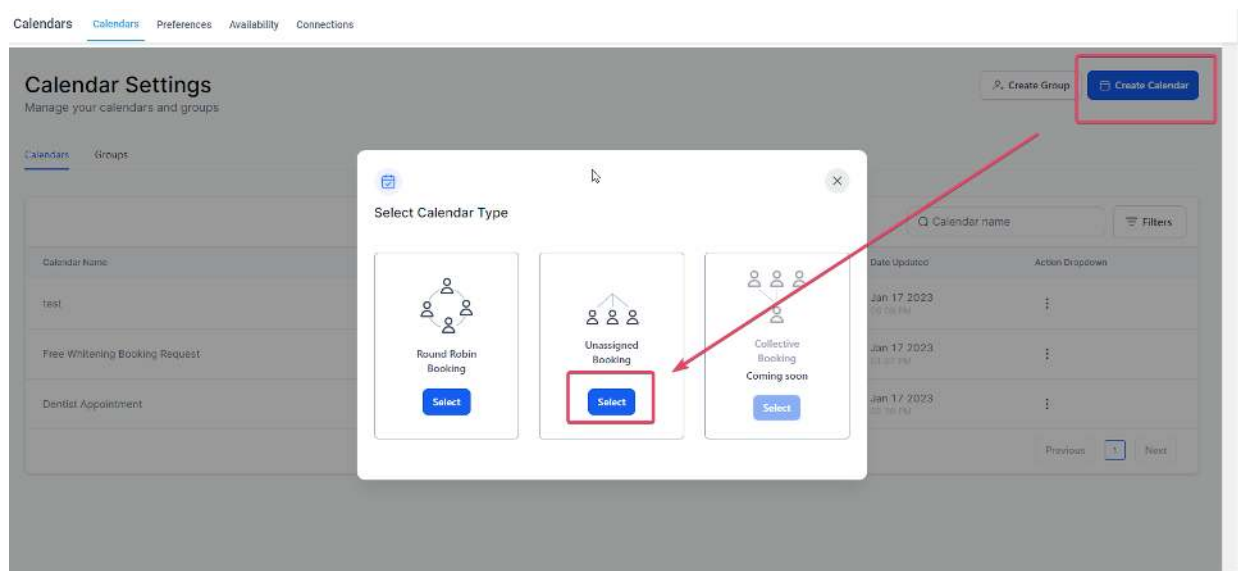 Calendars Calendars Preferences Availability Connections
Calendar Settings
Manage your calendars and groups
Create Group
Create Calendar
Calendars Groups
Select Calendar Type
Calendar name
Filters
Calendar Name Date Updated Action Dropdown
test Jan 17 2023
Free Whitening Booking Request Jan 17 2023
Dentist Appointment Jan 17 2023
Round Robin
Booking
Select
Unassigned
Booking
Select
Collective
Booking
Coming soon
Select
Previous 1 Next